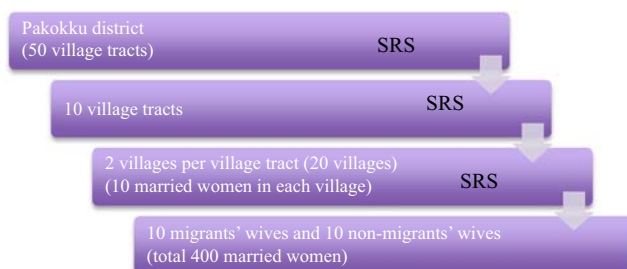 Pakokku district
(50 village tracts)
SRS
10 village tracts
SRS
2 villages per village tract (20 villages)
(10 married women in each village)
SRS
10 migrants’ wives and 10 non-migrants’ wives
(total 400 married women)